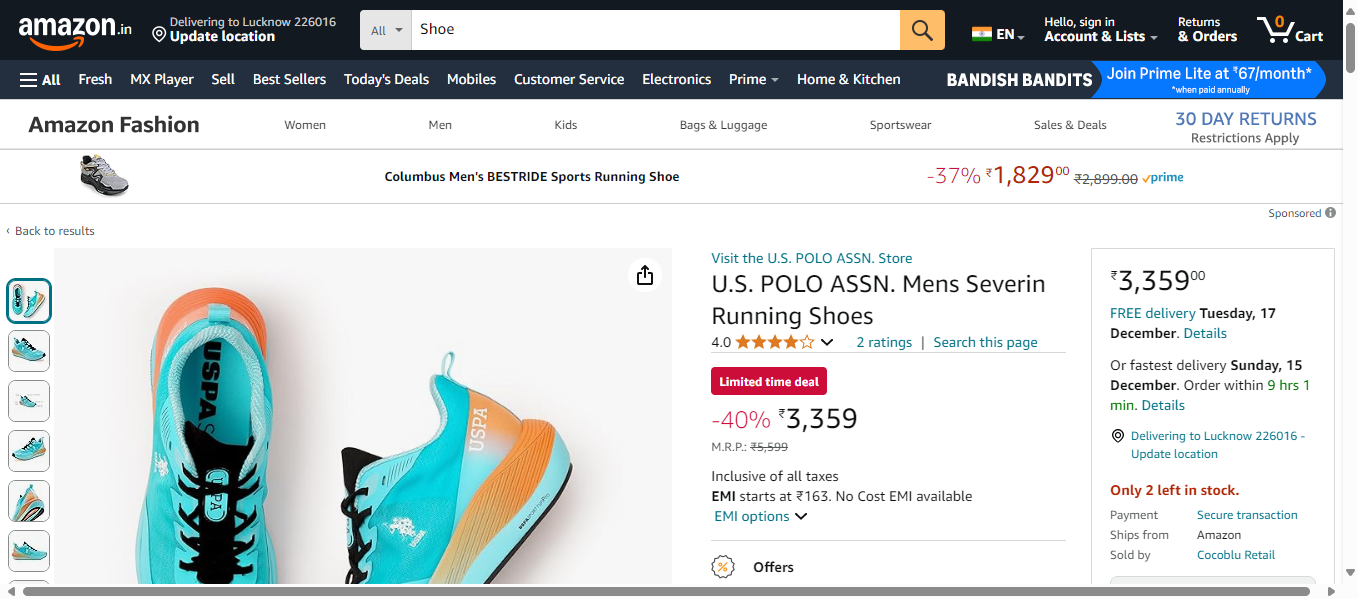 amazon.in
Delivering to Lucknow 226016
Update location
All
Shoe
EN
Hello, sign in
Account & Lists
Returns
& Orders
0
Cart
All
Fresh
MX Player
Sell
Best Sellers
Today's Deals
Mobiles
Customer Service
Electronics
Prime
Home & Kitchen
BANDISH BANDITS
Join Prime Lite at ₹67/month*
*when paid annually
Amazon Fashion
Women
Men
Kids
Bags & Luggage
Sportswear
Sales & Deals
30 DAY RETURNS
Restrictions Apply
Columbus Men's BESTRIDE Sports Running Shoe
-37% ₹1,82900 ₹2,899.00 prime
Sponsored
‹ Back to results
USPA
USPA
USPA
Visit the U.S. POLO ASSN. Store
U.S. POLO ASSN. Mens Severin
Running Shoes
4.0
2 ratings | Search this page
Limited time deal
-40% ₹3,359
M.R.P.: ₹5,599
Inclusive of all taxes
EMI starts at ₹163. No Cost EMI available
EMI options
Offers
₹3,35900
FREE delivery Tuesday, 17
December. Details
Or fastest delivery Sunday, 15
December. Order within 9 hrs 1
min. Details
Delivering to Lucknow 226016 -
Update location
Only 2 left in stock.
Payment Secure transaction
Ships from Amazon
Sold by Cocoblu Retail